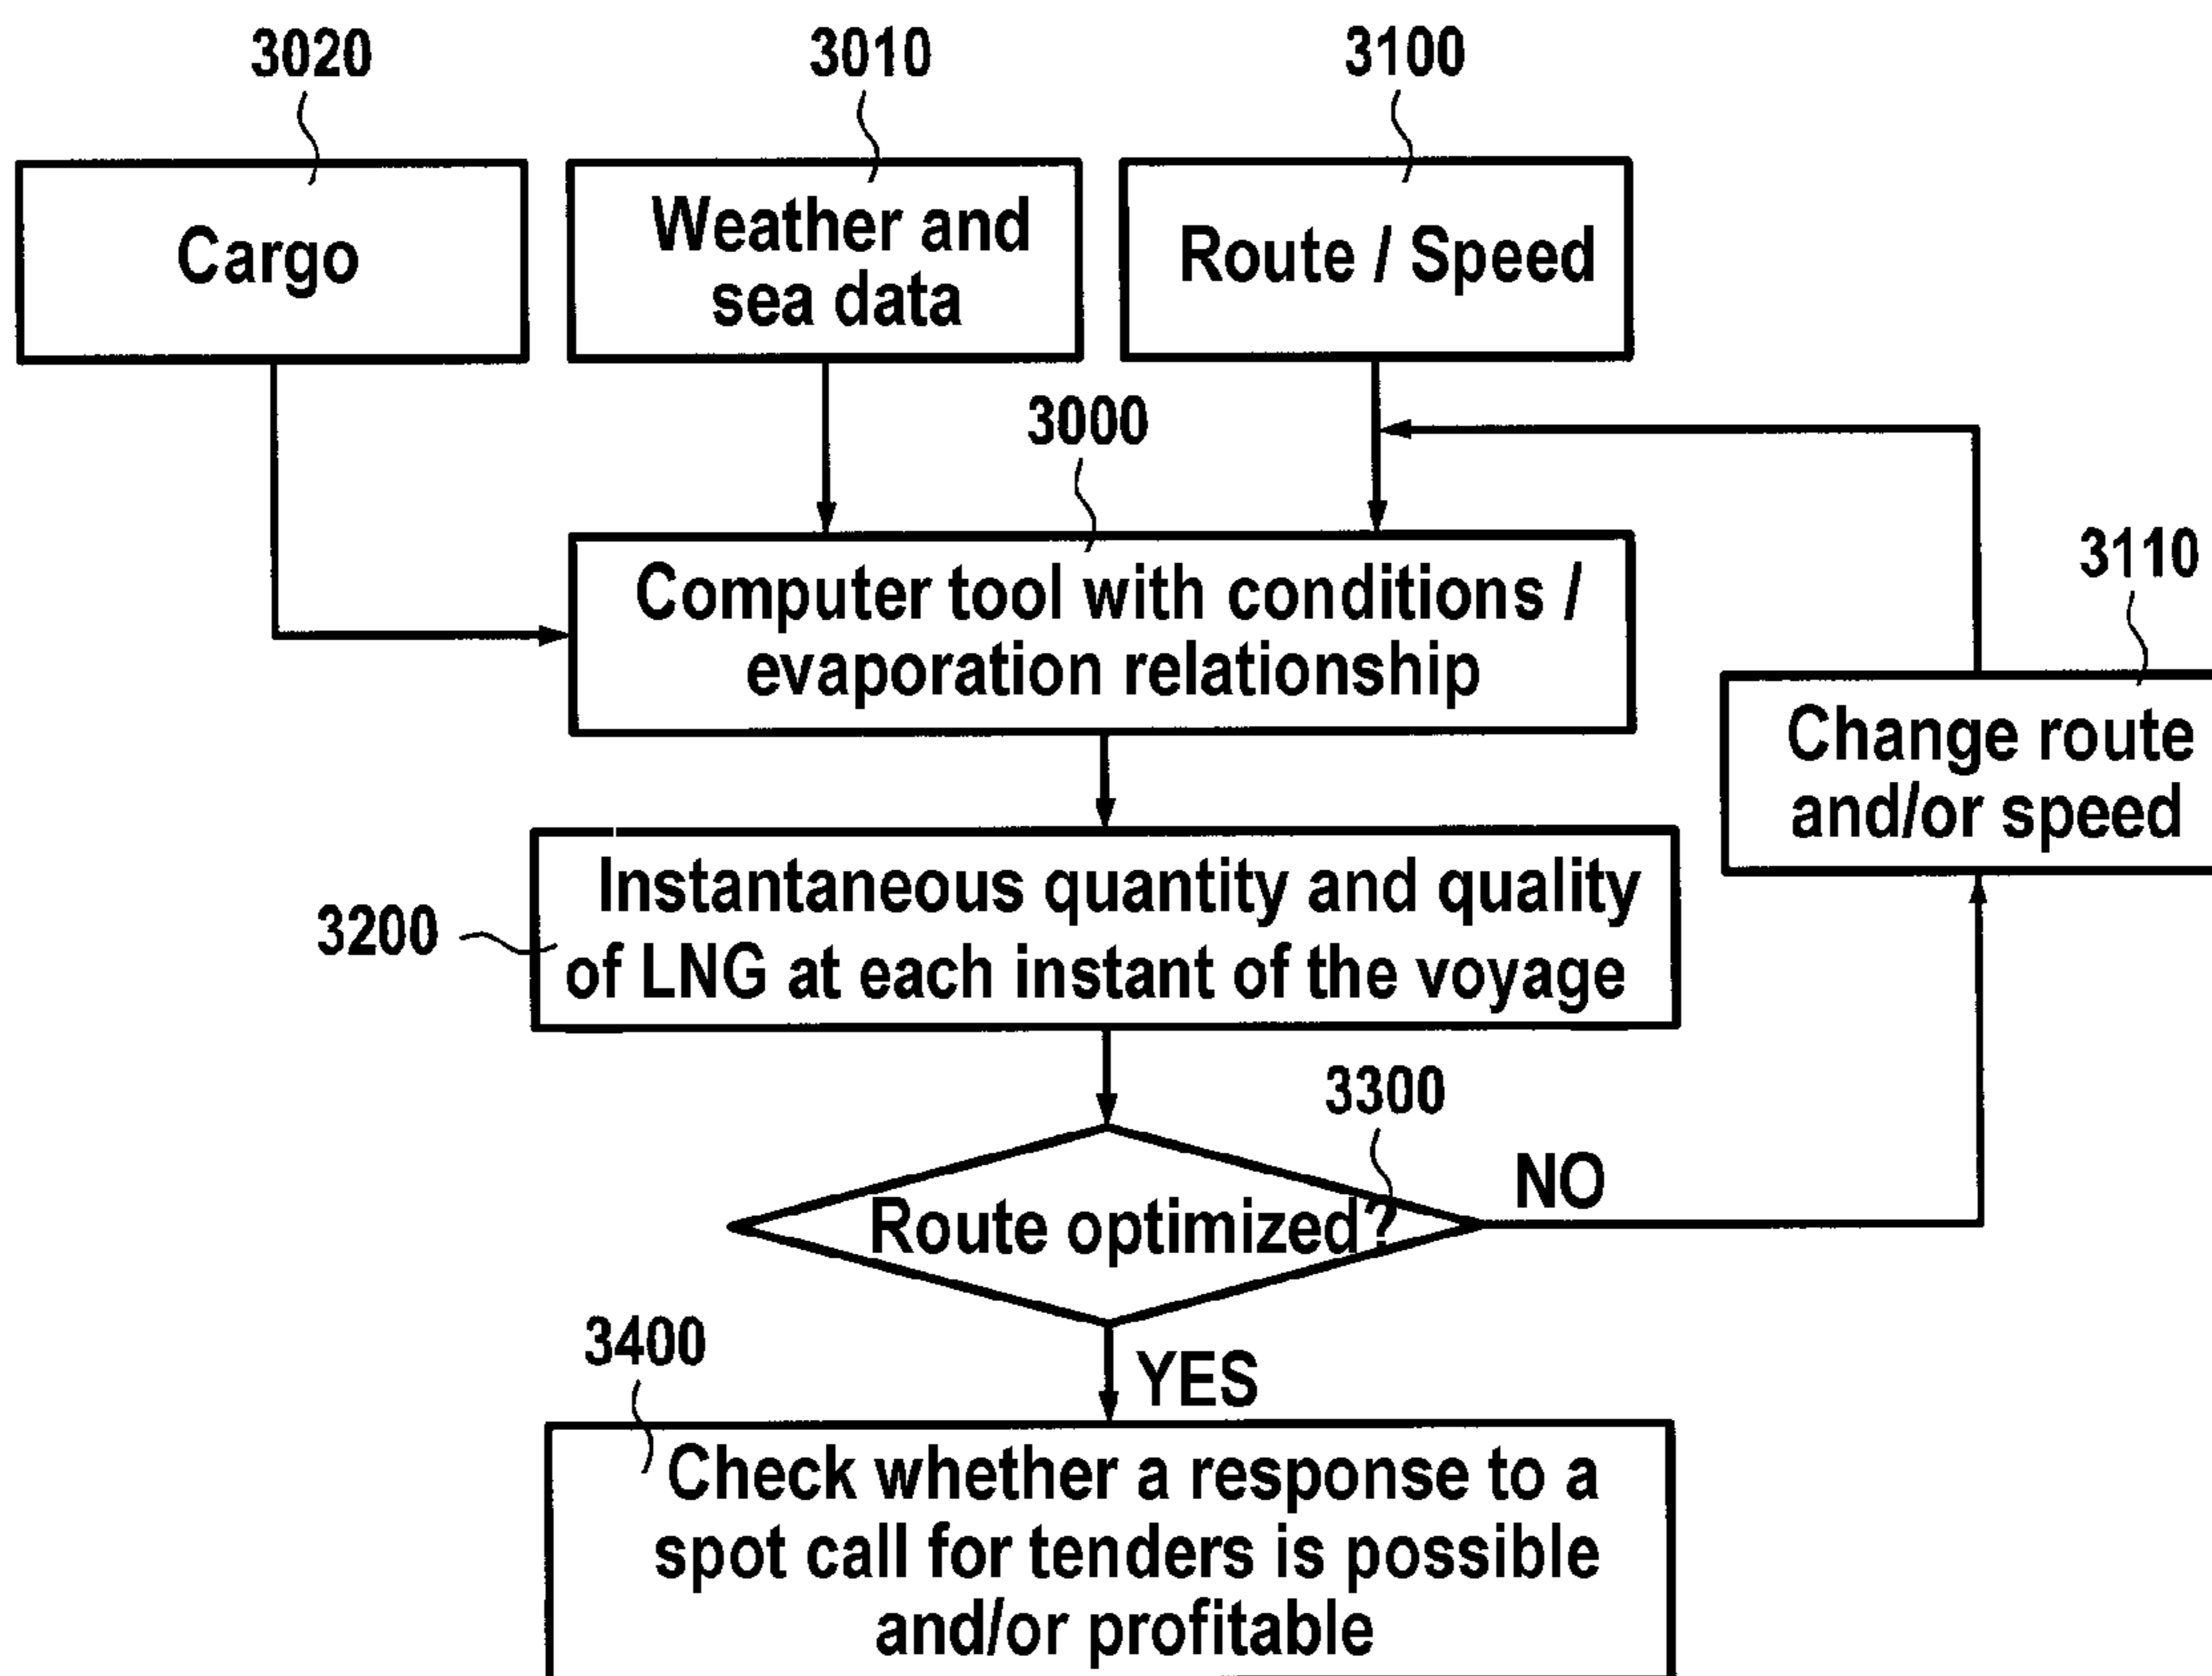 3020
3010
3100
Cargo
Weather and
sea data
Route / Speed
3000
3110
Computer tool with conditions /
evaporation relationship
Change route
and/or speed
Instantaneous quantity and quality
of LNG at each instant of the voyage
3200
3300
Route optimized?
NO
3400
YES
Check whether a response to a
spot call for tenders is possible
and/or profitable